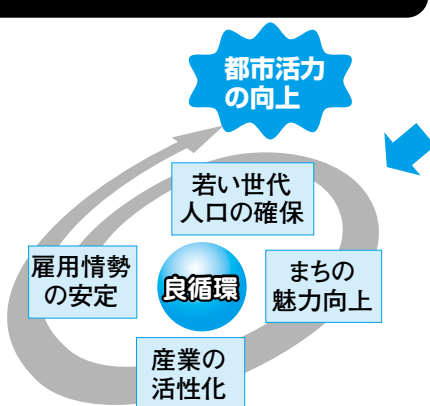 都市活力
の向上
若い世代
人口の確保
雇用情勢
の安定
良循環
まちの
魅力向上
産業の
活性化